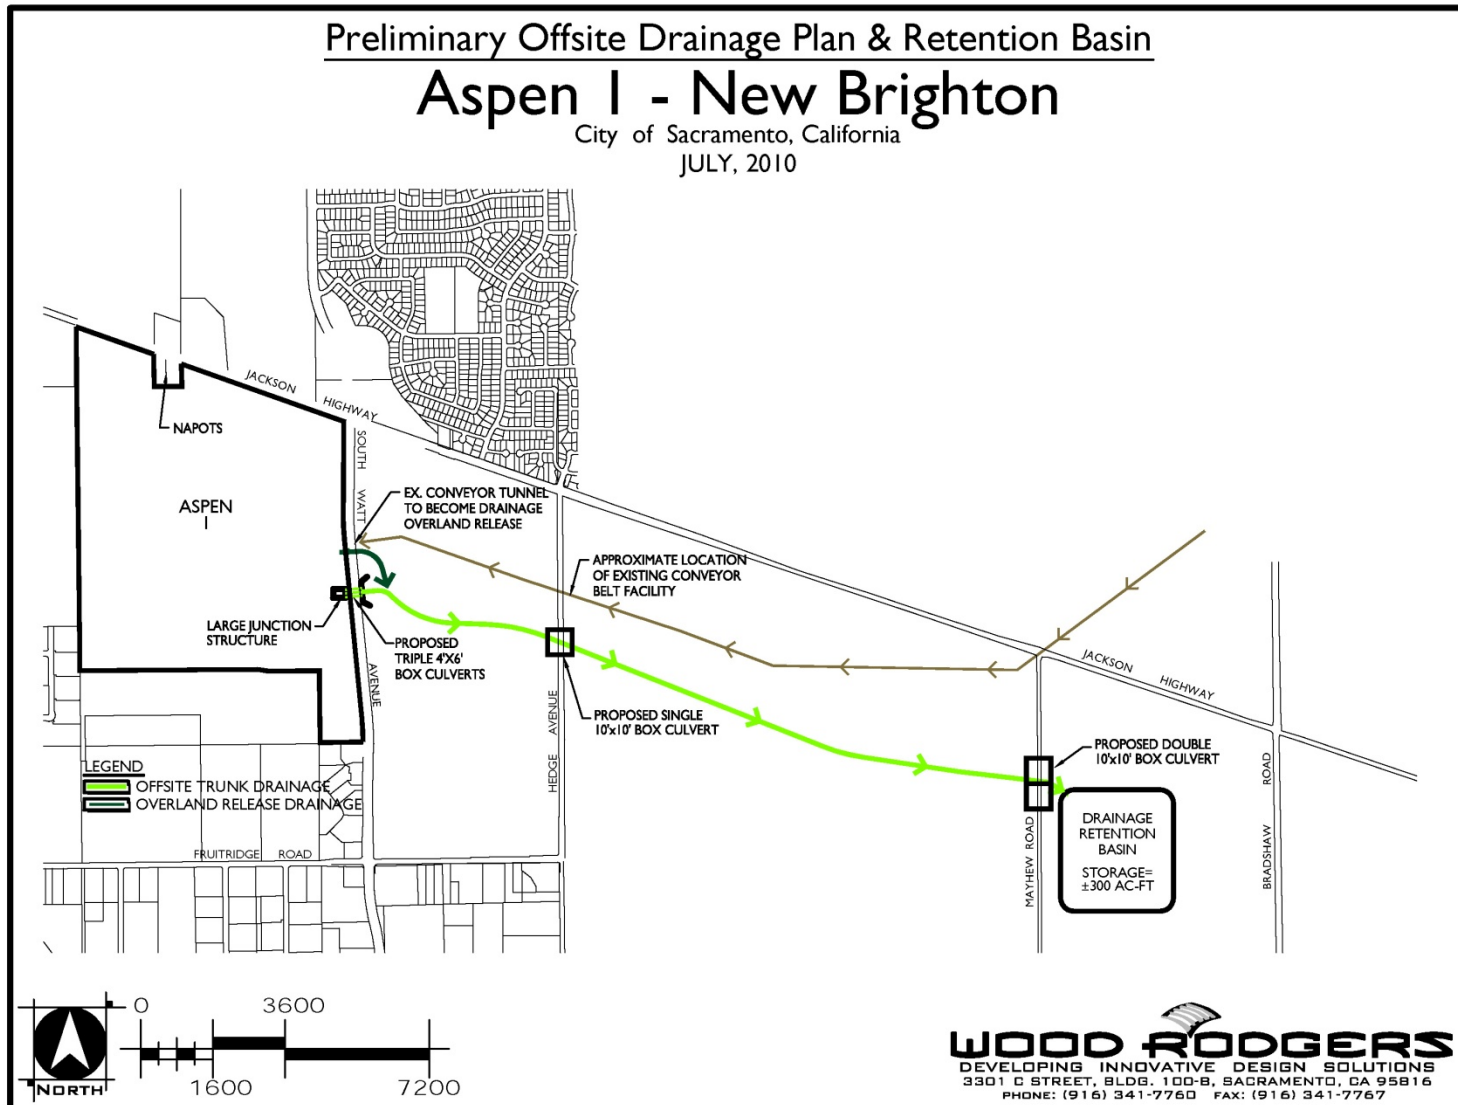 Preliminary Offsite Drainage Plan & Retention Basin
Aspen I - New Brighton
City of Sacramento, California
JULY, 2010
JACKSON
HIGHWAY
NAPOTS
SOUTH WATT
AVENUE
ASPEN
I
EX. CONVEYOR TUNNEL
TO BECOME DRAINAGE
OVERLAND RELEASE
APPROXIMATE LOCATION
OF EXISTING CONVEYOR
BELT FACILITY
LARGE JUNCTION
STRUCTURE
PROPOSED
TRIPLE 4'X6'
BOX CULVERTS
HEDGE AVENUE
PROPOSED SINGLE
10'x10' BOX CULVERT
JACKSON
HIGHWAY
PROPOSED DOUBLE
10'x10' BOX CULVERT
MAYHEW ROAD
BRADSHAW ROAD
DRAINAGE
RETENTION
BASIN
STORAGE=
±300 AC-FT
LEGEND
OFFSITE TRUNK DRAINAGE
OVERLAND RELEASE DRAINAGE
FRUITRIDGE ROAD
NORTH
0 3600
1600 7200
WOOD RODGERS
DEVELOPING INNOVATIVE DESIGN SOLUTIONS
3301 C STREET, BLDG. 100-B, SACRAMENTO, CA 95816
PHONE: (916) 341-7760 FAX: (916) 341-7767